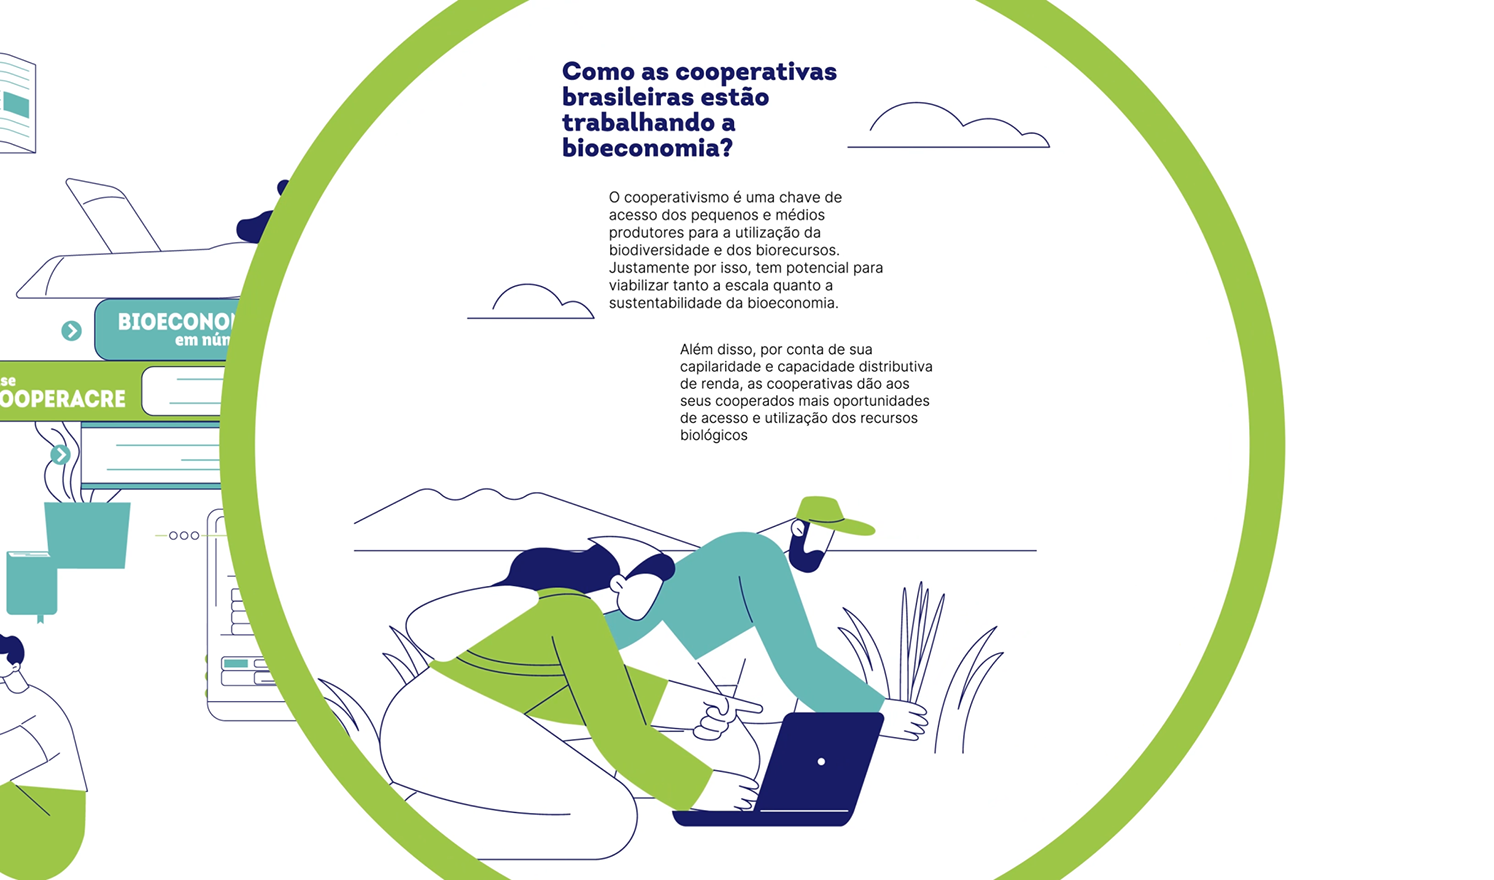 Como as cooperativas
brasileiras estão
trabalhando a
bioeconomia?
O cooperativismo é uma chave de
acesso dos pequenos e médios
produtores para a utilização da
biodiversidade e dos biorecursos.
Justamente por isso, tem potencial para
viabilizar tanto a escala quanto a
sustentabilidade da bioeconomia.
Além disso, por conta de sua
capilaridade e capacidade distributiva
de renda, as cooperativas dão aos
seus cooperados mais oportunidades
de acesso e utilização dos recursos
biológicos
BIOECONO
em nú
se
OOPERACRE